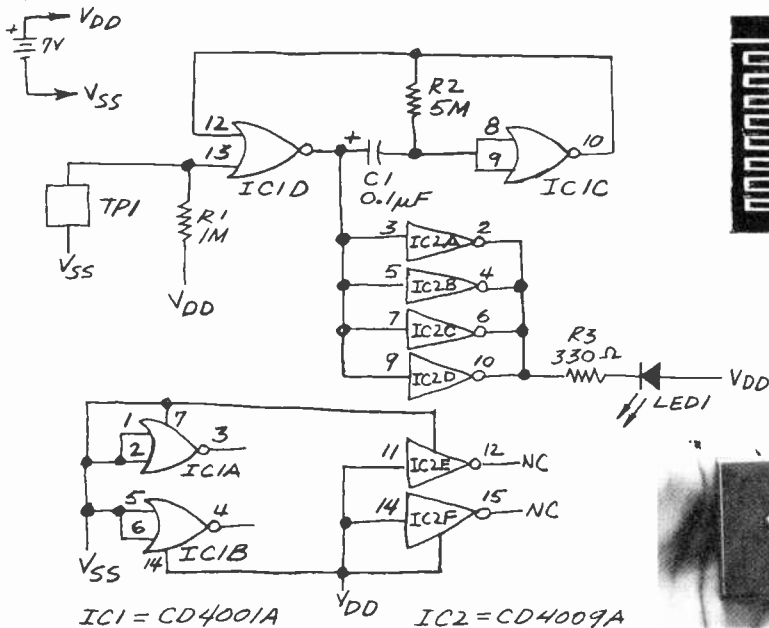 +
VDD
7V
VSS
R2
5M
12
13
IC1D
+
C1
0.1µF
8
9
10
IC1C
TP1
VSS
R1
1M
VDD
3
IC2A
2
5
IC2B
4
7
IC2C
6
9
IC2D
10
R3
330Ω
LED1
VDD
1
2
7
3
IC1A
5
6
4
14
IC1B
VSS
11
IC2E
12
NC
14
IC2F
15
NC
VDD
IC1 = CD4001A
IC2 = CD4009A